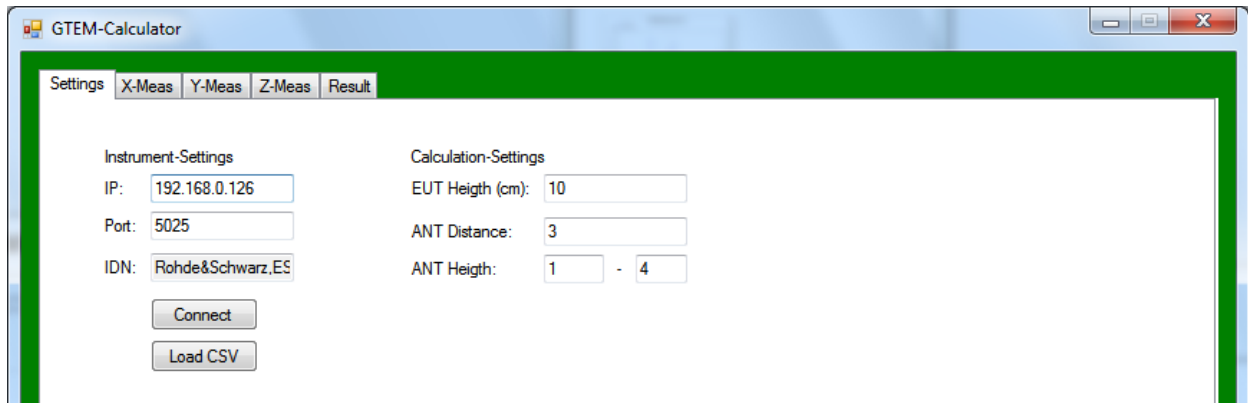 GTEM-Calculator
Settings X-Meas Y-Meas Z-Meas Result
Instrument-Settings
IP: 192.168.0.126
Port: 5025
IDN: Rohde&Schwarz,ES
Connect
Load CSV
Calculation-Settings
EUT Heigth (cm): 10
ANT Distance: 3
ANT Heigth: 1 - 4